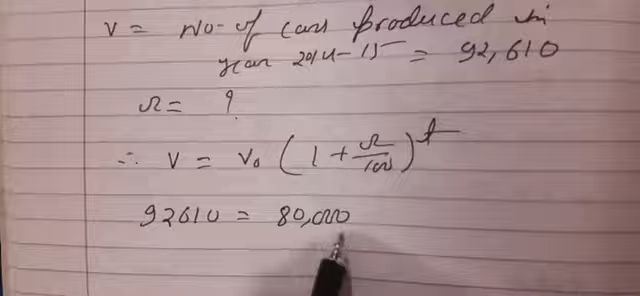 V = No. of cars produced in
year 2014-15 = 92,610
r = ?
∴ V = V₀ (1 + r/100)^t
92610 = 80,000